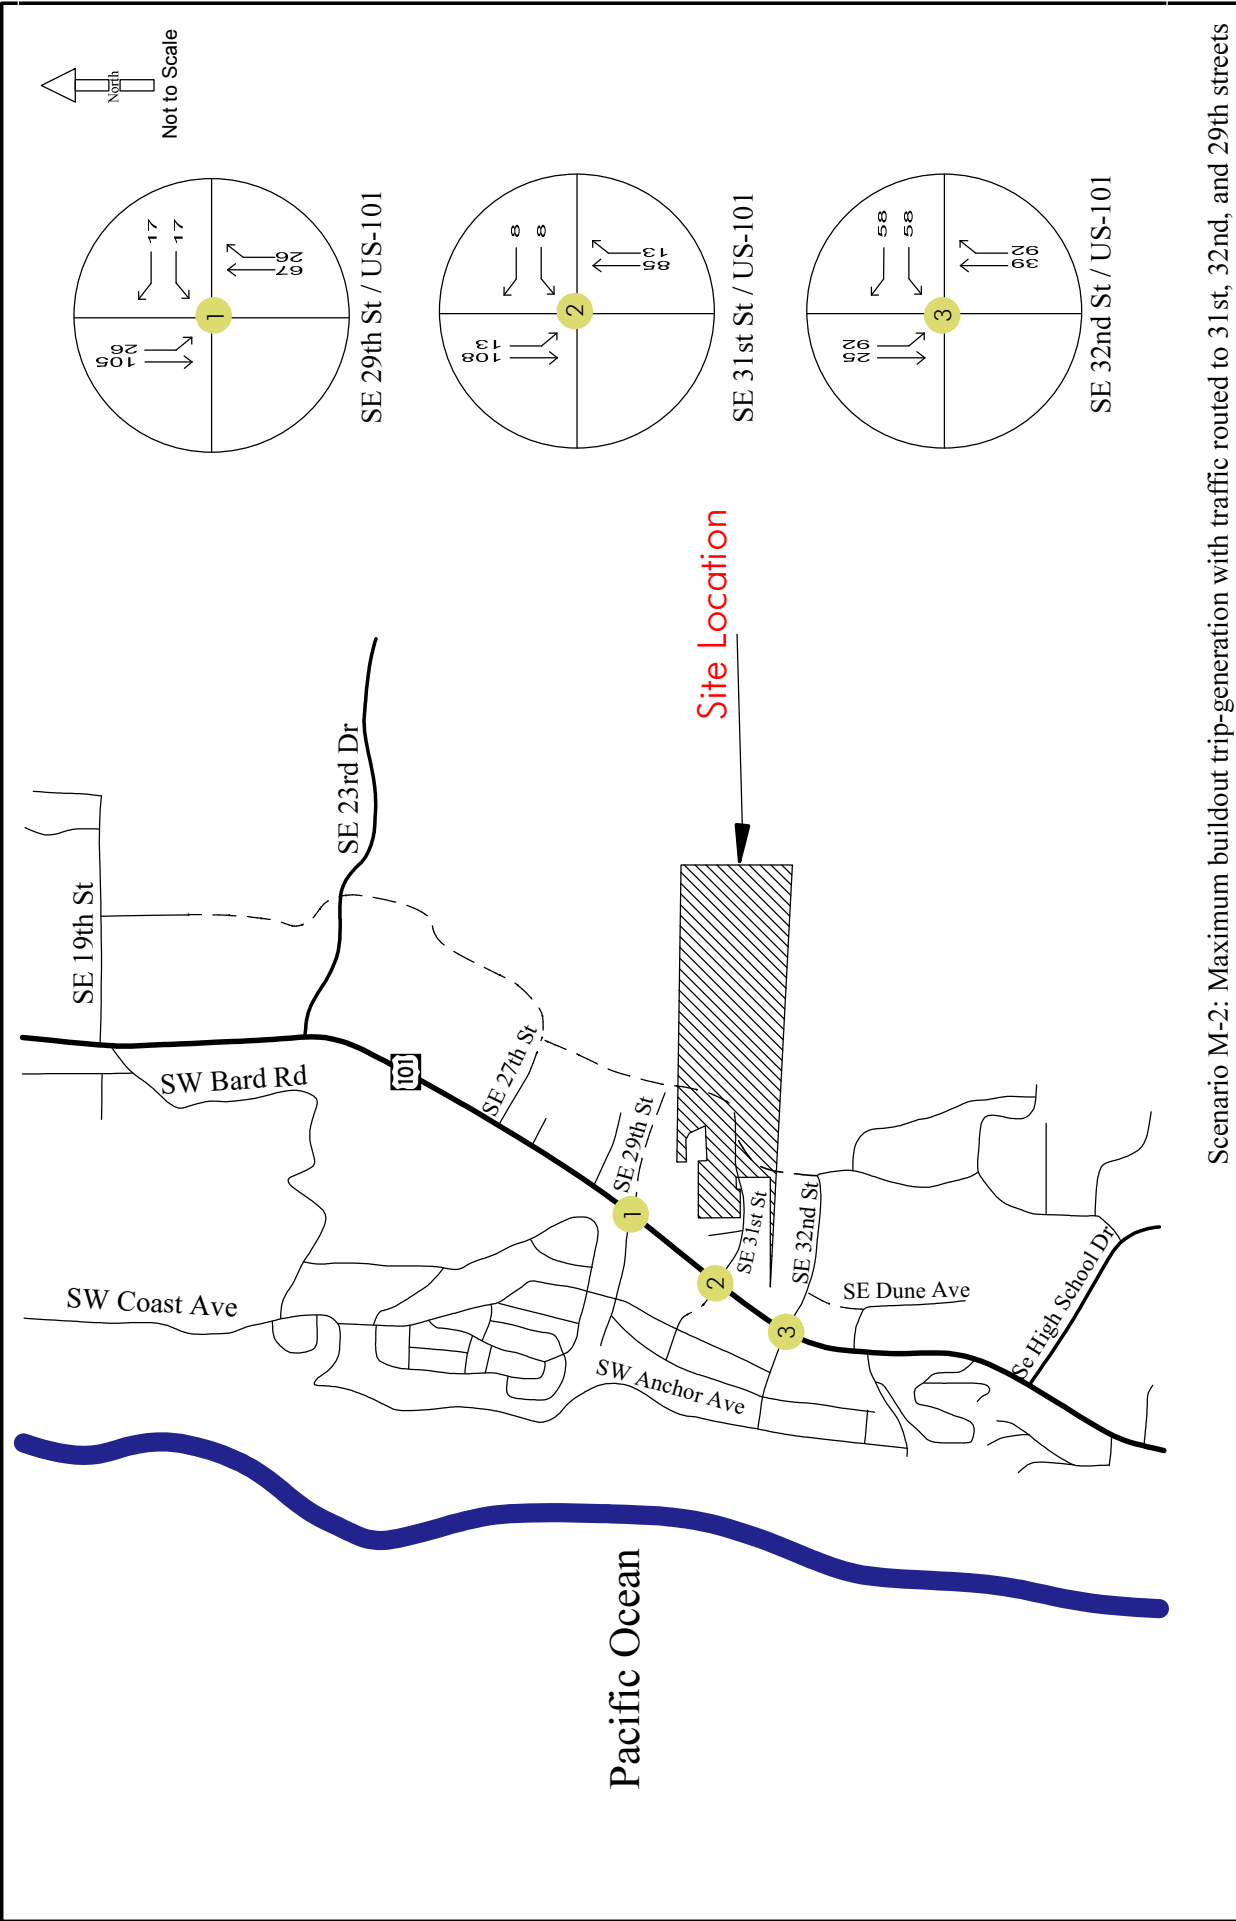 North
Not to Scale
17
17
105
26
67
26
1
SE 29th St / US-101
8
8
108
13
85
13
2
SE 31st St / US-101
58
58
25
92
39
92
3
SE 32nd St / US-101
Site Location
SE 19th St
SE 23rd Dr
SW Bard Rd
101
SE 27th St
SE 29th St
1
SW Coast Ave
SE 31st St
2
SE 32nd St
3
SE Dune Ave
SW Anchor Ave
Se High School Dr
Pacific Ocean
Scenario M-2: Maximum buildout trip-generation with traffic routed to 31st, 32nd, and 29th streets